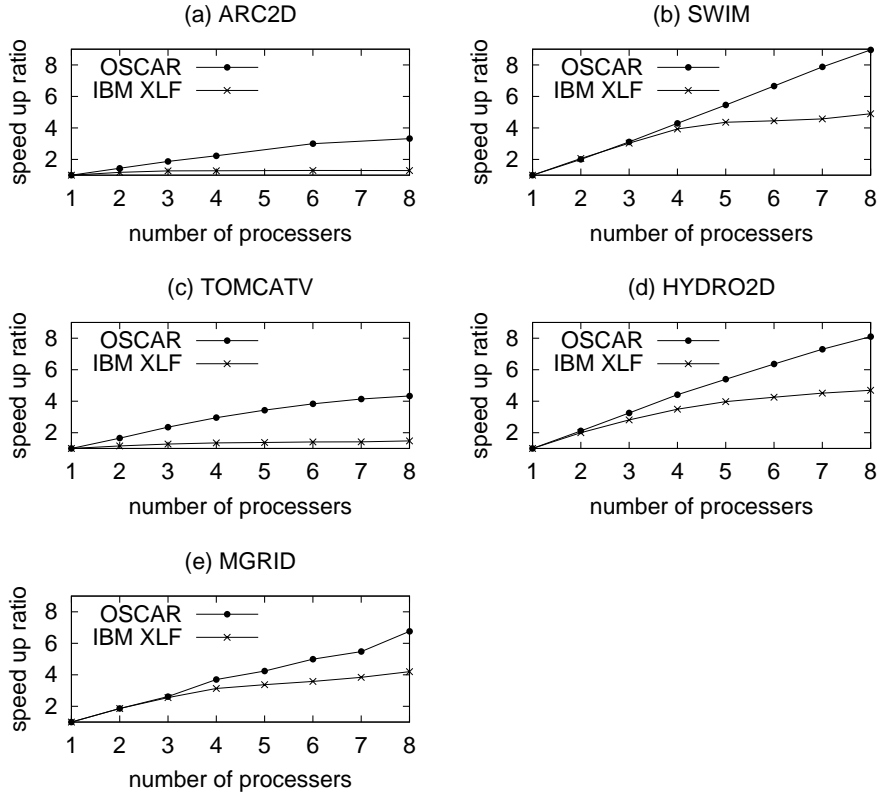 (a) ARC2D
speed up ratio
8
6
4
2
OSCAR
IBM XLF
1 2 3 4 5 6 7 8
number of processers
(b) SWIM
speed up ratio
8
6
4
2
OSCAR
IBM XLF
1 2 3 4 5 6 7 8
number of processers
(c) TOMCATV
speed up ratio
8
6
4
2
OSCAR
IBM XLF
1 2 3 4 5 6 7 8
number of processers
(d) HYDRO2D
speed up ratio
8
6
4
2
OSCAR
IBM XLF
1 2 3 4 5 6 7 8
number of processers
(e) MGRID
speed up ratio
8
6
4
2
OSCAR
IBM XLF
1 2 3 4 5 6 7 8
number of processers